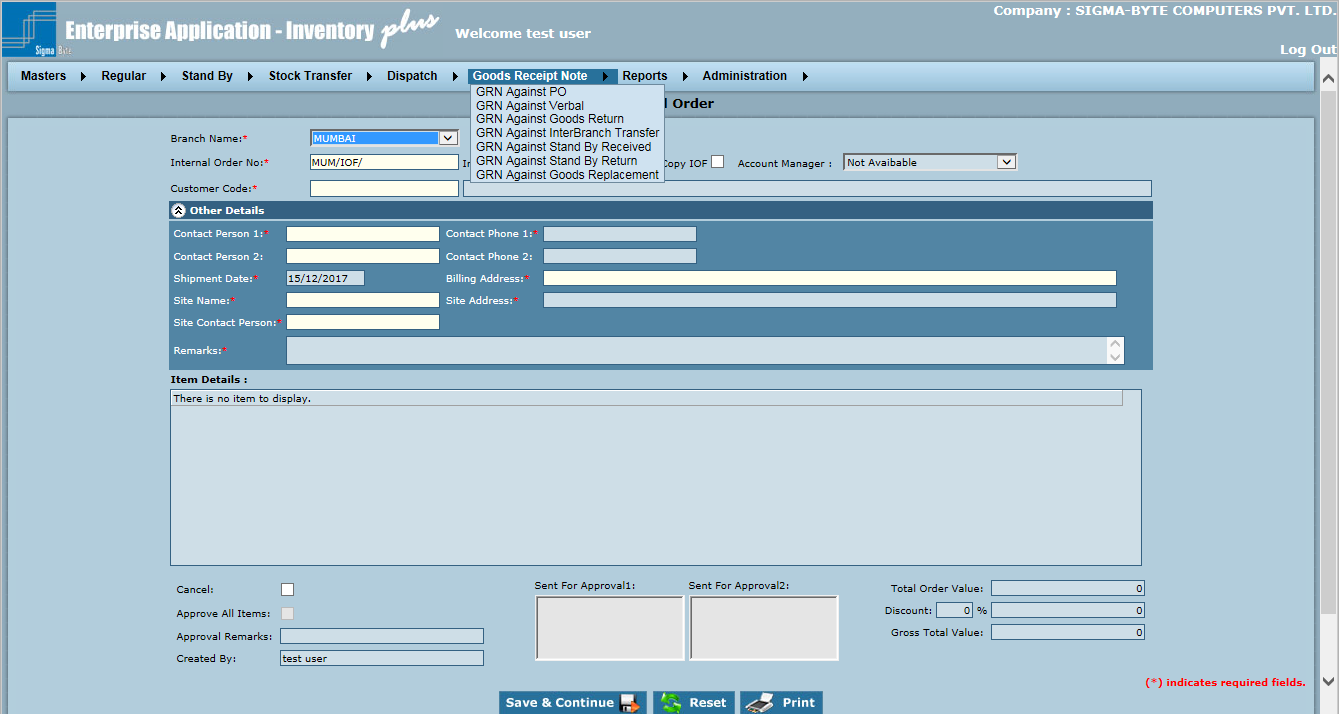 Company : SIGMA-BYTE COMPUTERS PVT. LTD.
Enterprise Application - Inventory plus
Welcome test user
Sigma Byte
Log Out
Masters Regular Stand By Stock Transfer Dispatch Goods Receipt Note Reports Administration
GRN Against PO
GRN Against Verbal
GRN Against Goods Return
GRN Against InterBranch Transfer
GRN Against Stand By Received
GRN Against Stand By Return
GRN Against Goods Replacement
Order
Branch Name:* MUMBAI
Internal Order No:* MUM/IOF/ Copy IOF Account Manager : Not Avaibable
Customer Code:*
Other Details
Contact Person 1:* Contact Phone 1:*
Contact Person 2: Contact Phone 2:
Shipment Date:* 15/12/2017 Billing Address:*
Site Name:* Site Address:*
Site Contact Person:*
Remarks:*
Item Details :
There is no item to display.
Cancel: Sent For Approval1: Sent For Approval2: Total Order Value: 0
Approve All Items: Discount: 0 % 0
Approval Remarks: Gross Total Value: 0
Created By: test user
(*) indicates required fields.
Save & Continue Reset Print